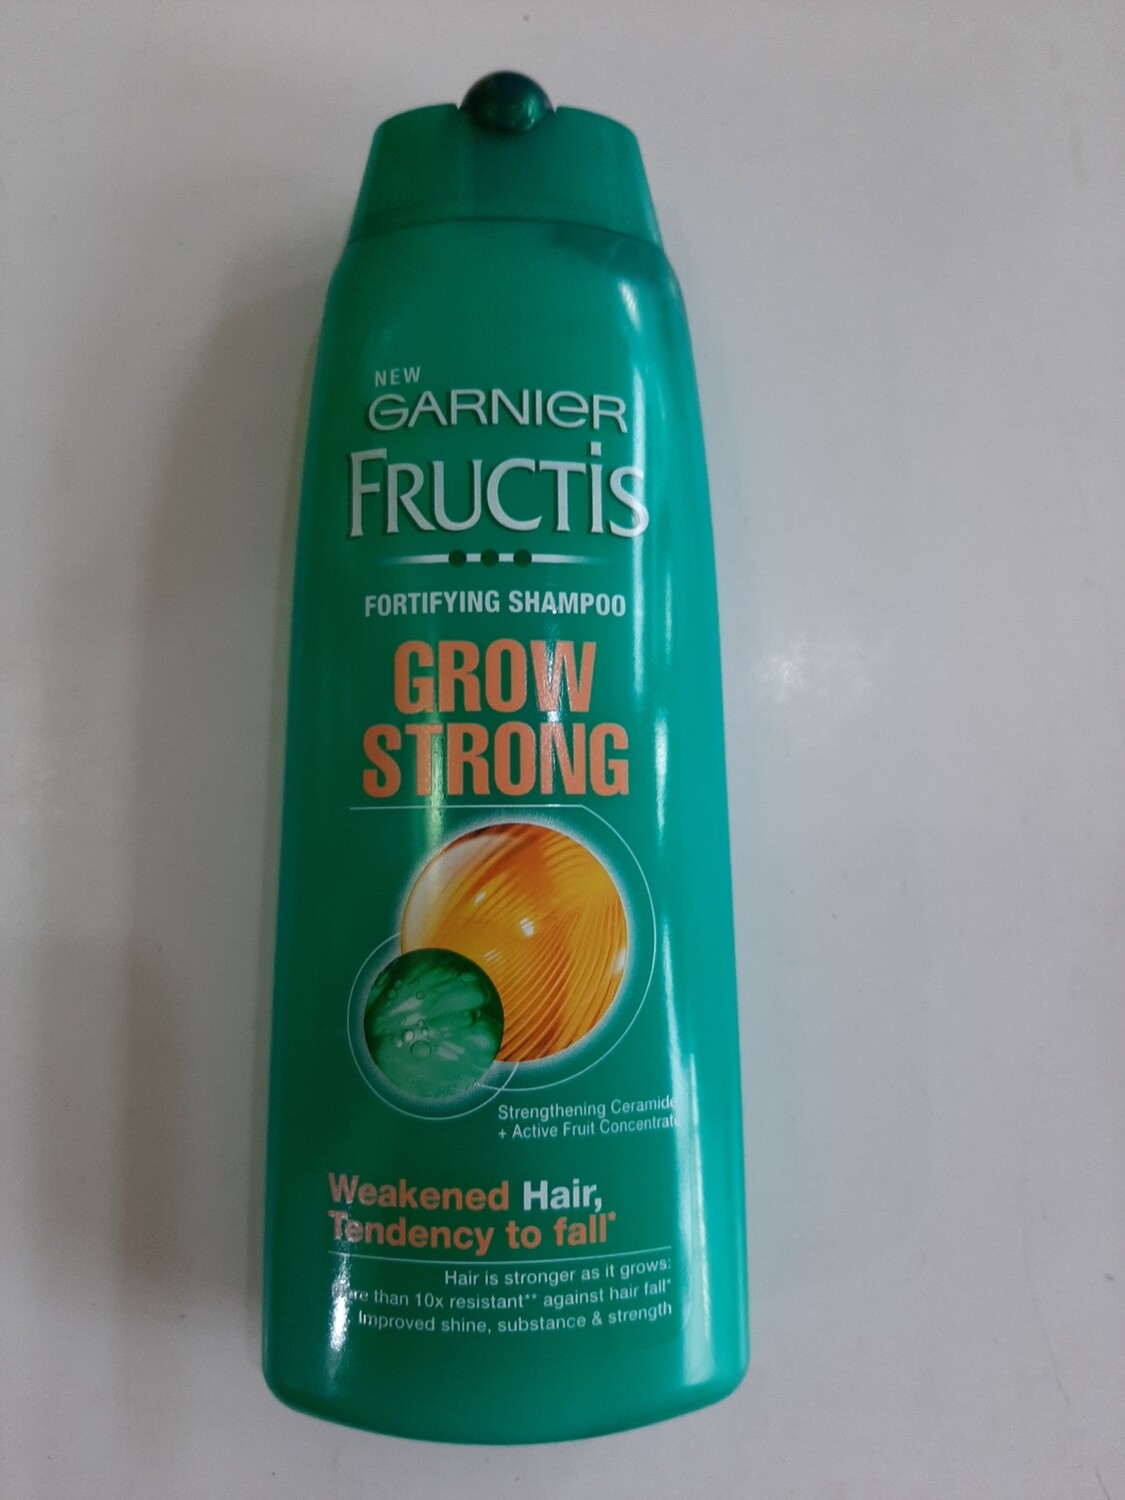 NEW
GARNIER
FRUCTIS
FORTIFYING SHAMPOO
GROW
STRONG
Strengthening Ceramide
+ Active Fruit Concentrate
Weakened Hair,
Tendency to fall*
Hair is stronger as it grows:
than 10x resistant** against hair fall*
Improved shine, substance & strength